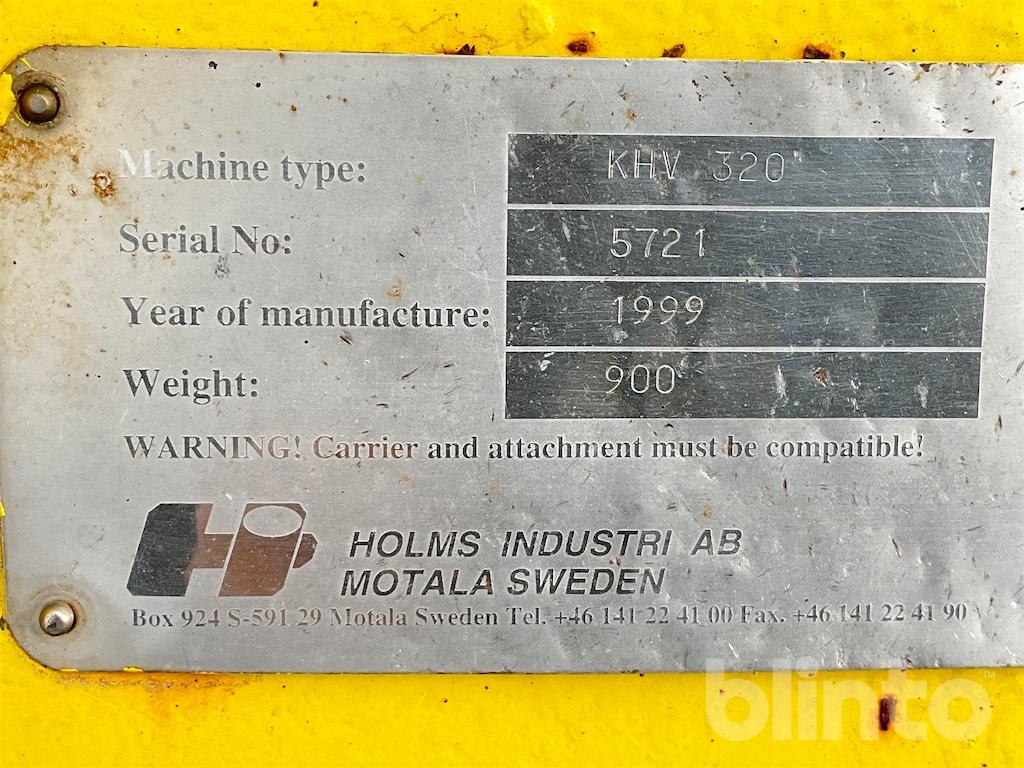 Machine type: KHV 320
Serial No: 5721
Year of manufacture: 1999
Weight: 900
WARNING! Carrier and attachment must be compatible!
HOLMS INDUSTRI AB
MOTALA SWEDEN
Box 924 S-591 29 Motala Sweden Tel. +46 141 22 41 00 Fax. +46 141 22 41 90
blinto™